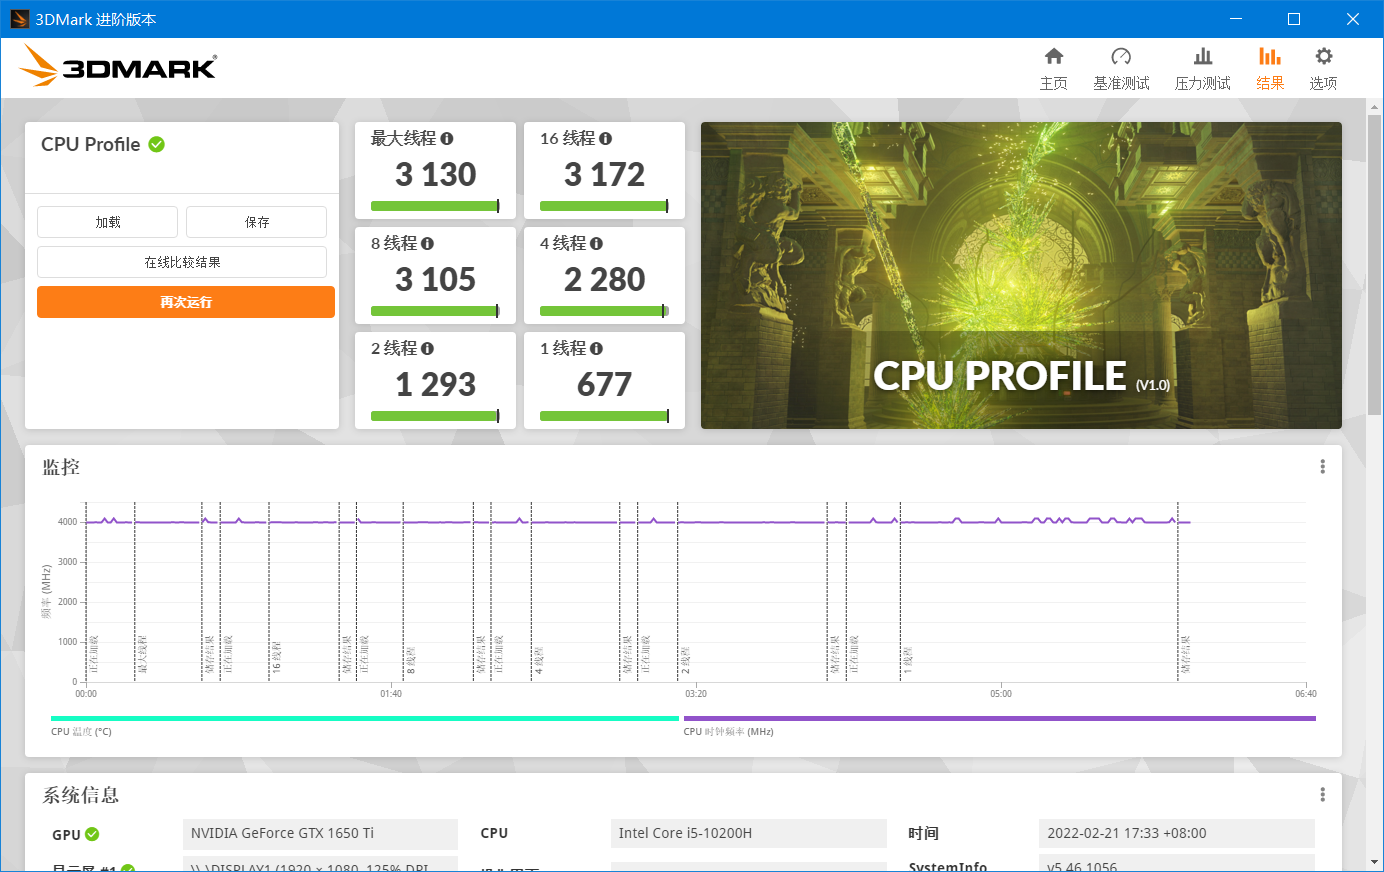 3DMark 进阶版本
3DMARK®
主页
基准测试
压力测试
结果
选项
CPU Profile
加载
保存
在线比较结果
再次运行
最大线程
3 130
16 线程
3 172
8 线程
3 105
4 线程
2 280
2 线程
1 293
1 线程
677
CPU PROFILE (V1.0)
监控
频率 (MHz)
4000
3000
2000
1000
0
正在加载
最大线程
储存结果
正在加载
16 线程
储存结果
正在加载
8 线程
储存结果
正在加载
4 线程
储存结果
正在加载
2 线程
储存结果
正在加载
1 线程
储存结果
00:00
01:40
03:20
05:00
06:40
CPU 温度 (°C)
CPU 时钟频率 (MHz)
系统信息
GPU
NVIDIA GeForce GTX 1650 Ti
CPU
Intel Core i5-10200H
时间
2022-02-21 17:33 +08:00
显示屏 #1
\\.\DISPLAY1 (1920 × 1080, 125% DPI
SystemInfo
v5.46.1056